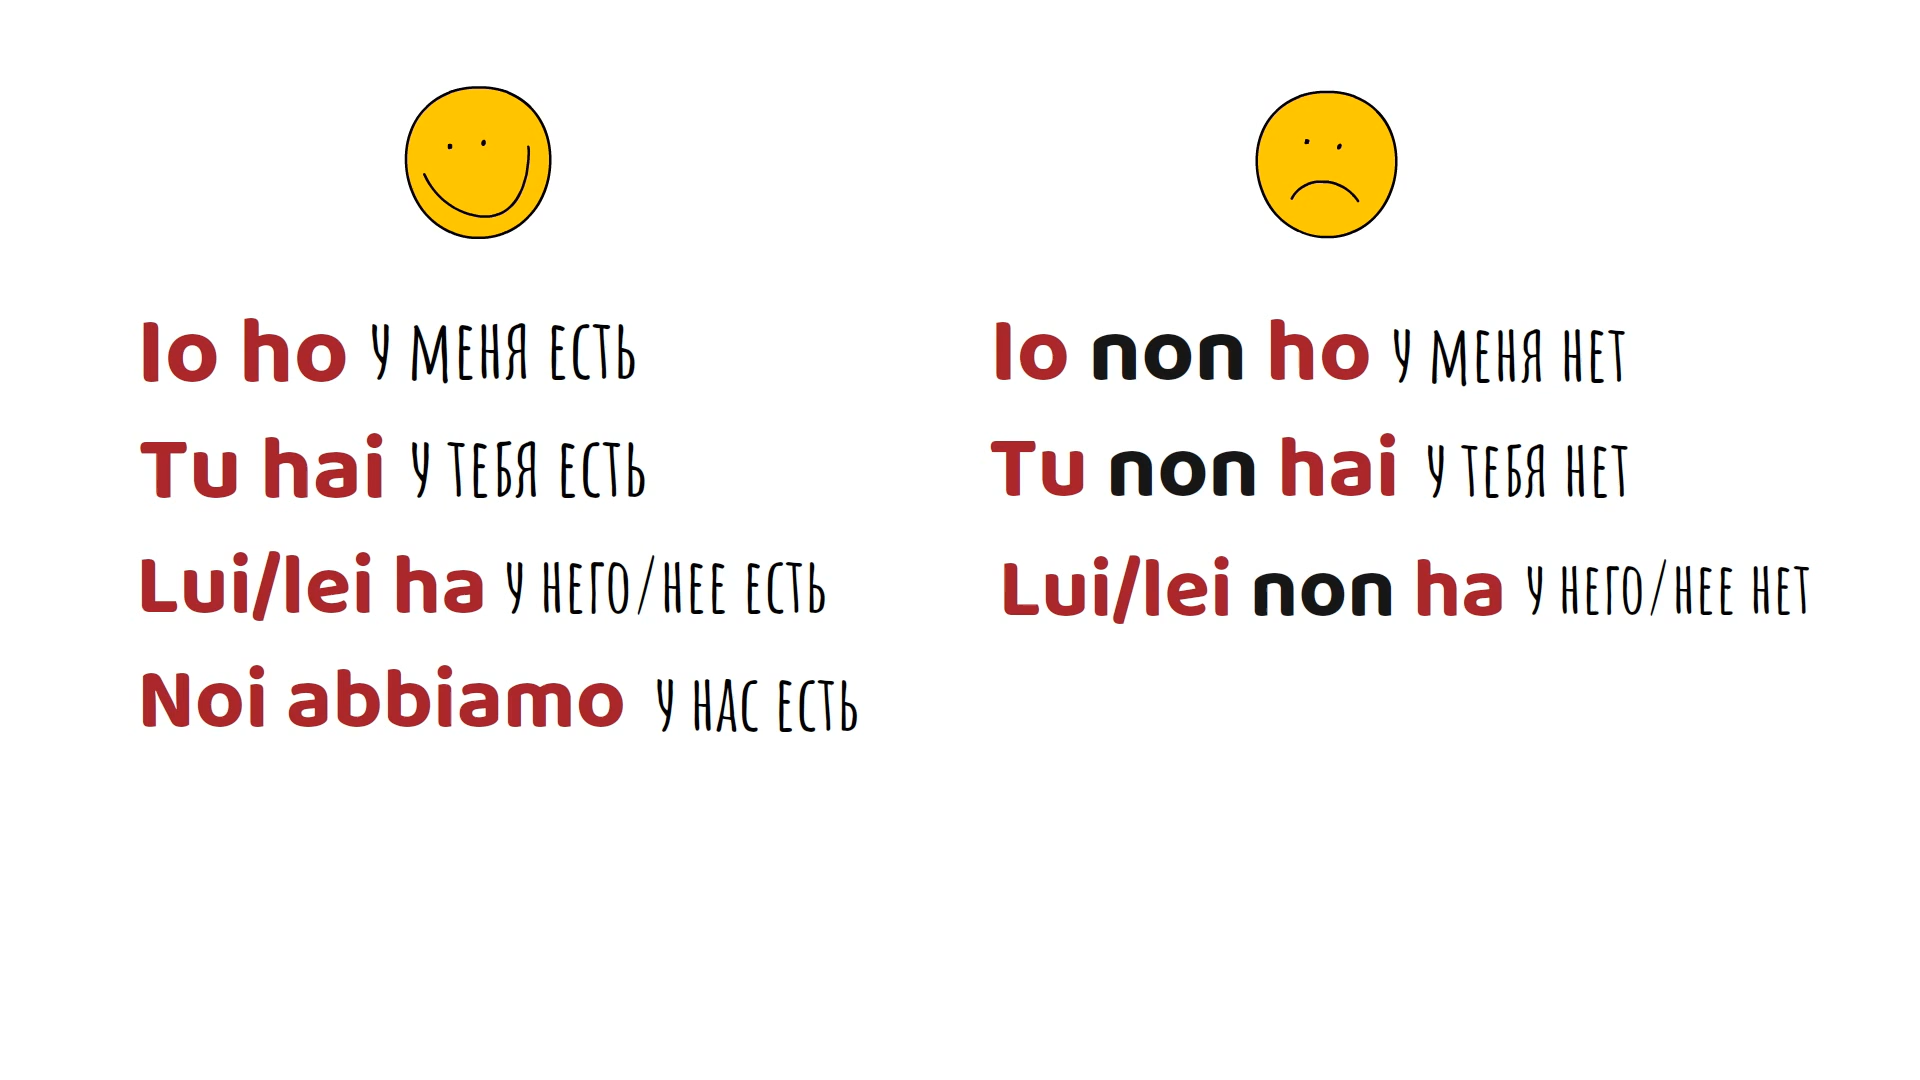 Io ho у меня есть
Tu hai у тебя есть
Lui/lei ha у него/нее есть
Noi abbiamo у нас есть
Io non ho у меня нет
Tu non hai у тебя нет
Lui/lei non ha у него/нее нет